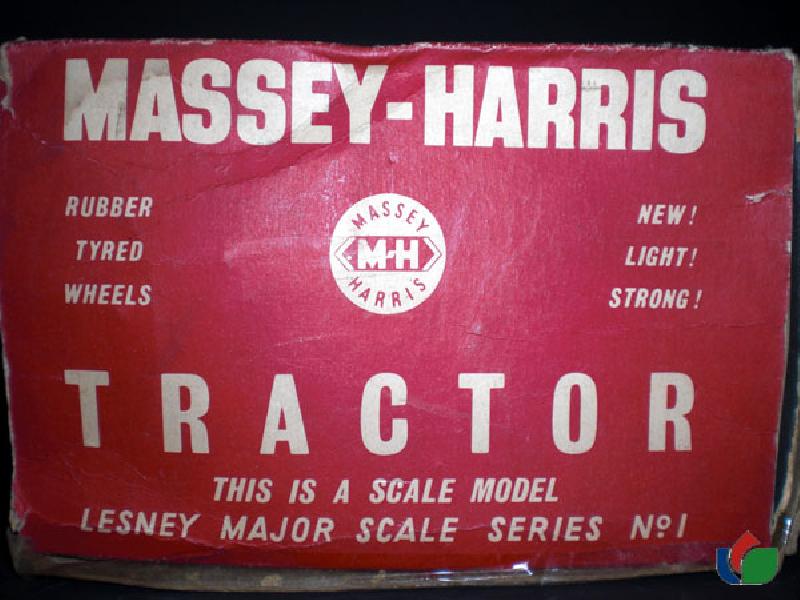 MASSEY-HARRIS
RUBBER
TYRED
WHEELS
MASSEY
M-H
HARRIS
NEW!
LIGHT!
STRONG!
TRACTOR
THIS IS A SCALE MODEL
LESNEY MAJOR SCALE SERIES Nº1